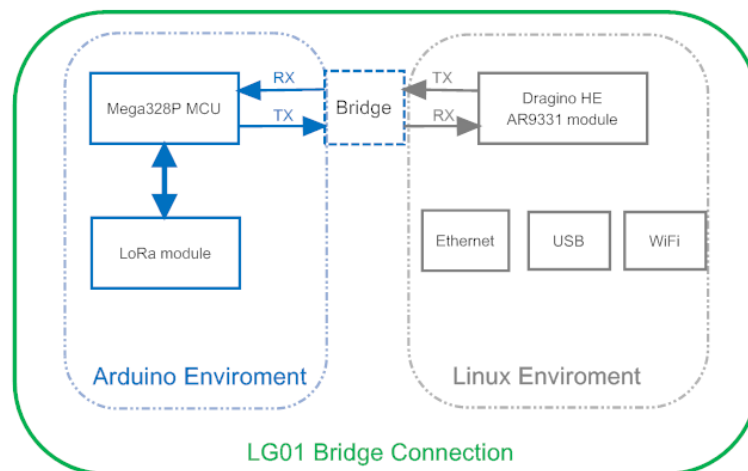 RX
TX
Mega328P MCU
Bridge
Dragino HE
AR9331 module
TX
RX
LoRa module
Ethernet
USB
WiFi
Arduino Enviroment
Linux Enviroment
LG01 Bridge Connection